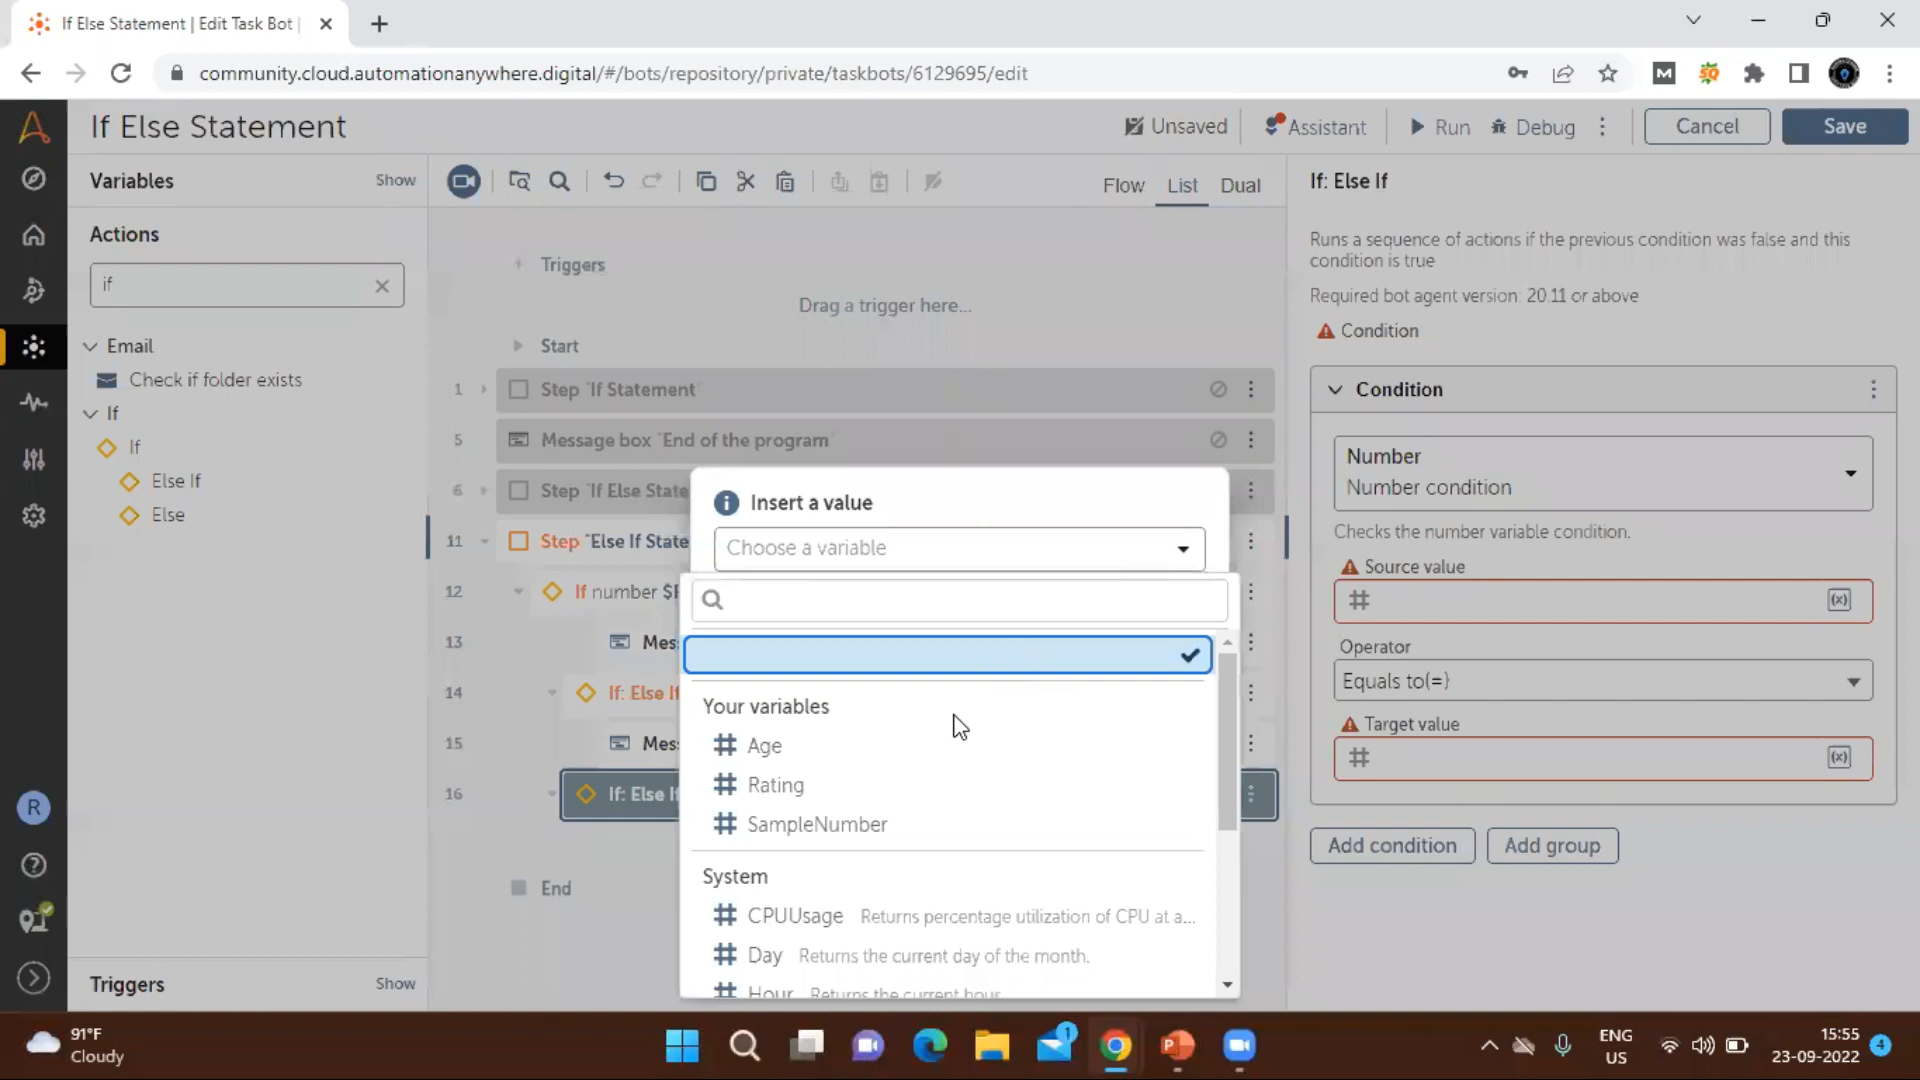 If Else Statement | Edit Task Bot |
community.cloud.automationanywhere.digital/#/bots/repository/private/taskbots/6129695/edit
If Else Statement
Unsaved
Assistant
Run
Debug
Cancel
Save
Variables
Show
Flow
List
Dual
If: Else If
Actions
Runs a sequence of actions if the previous condition was false and this
condition is true
Required bot agent version: 20.11 or above
Condition
if
Email
Check if folder exists
If
If
Else If
Else
Triggers
Drag a trigger here...
Start
1
Step "If Statement"
5
Message box "End of the program"
6
Step "If Else State
11
Step "Else If State
12
If number $
13
Mes
14
If: Else If
15
Mes
16
If: Else If
End
Insert a value
Choose a variable
Your variables
Age
Rating
SampleNumber
System
CPUUsage Returns percentage utilization of CPU at a...
Day Returns the current day of the month.
Hour Returns the current hour
Condition
Number
Number condition
Checks the number variable condition.
Source value
(x)
Operator
Equals to(=)
Target value
(x)
Add condition
Add group
R
Triggers
Show
91°F
Cloudy
1
ENG
US
15:55
23-09-2022
4